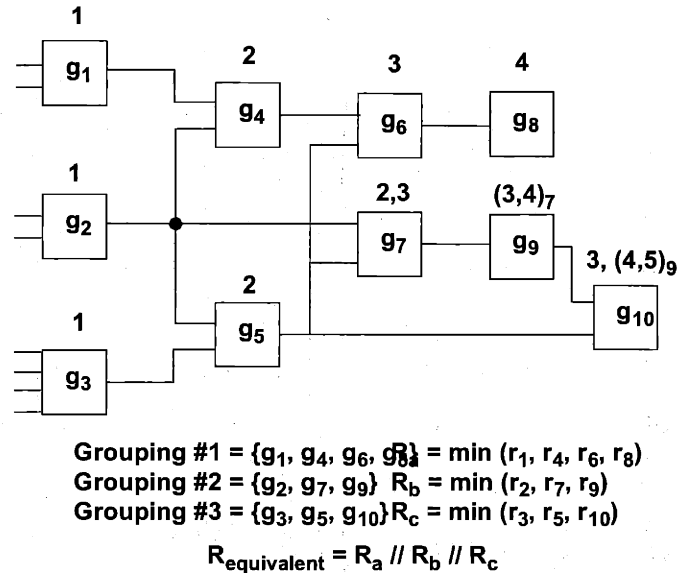 1
g1
2
g4
3
g6
4
g8
1
g2
2,3
g7
(3,4)7
g9
3, (4,5)9
g10
2
g5
1
g3
Grouping #1 = {g1, g4, g6, g8} Ra = min (r1, r4, r6, r8)
Grouping #2 = {g2, g7, g9} Rb = min (r2, r7, r9)
Grouping #3 = {g3, g5, g10} Rc = min (r3, r5, r10)
Requivalent = Ra // Rb // Rc